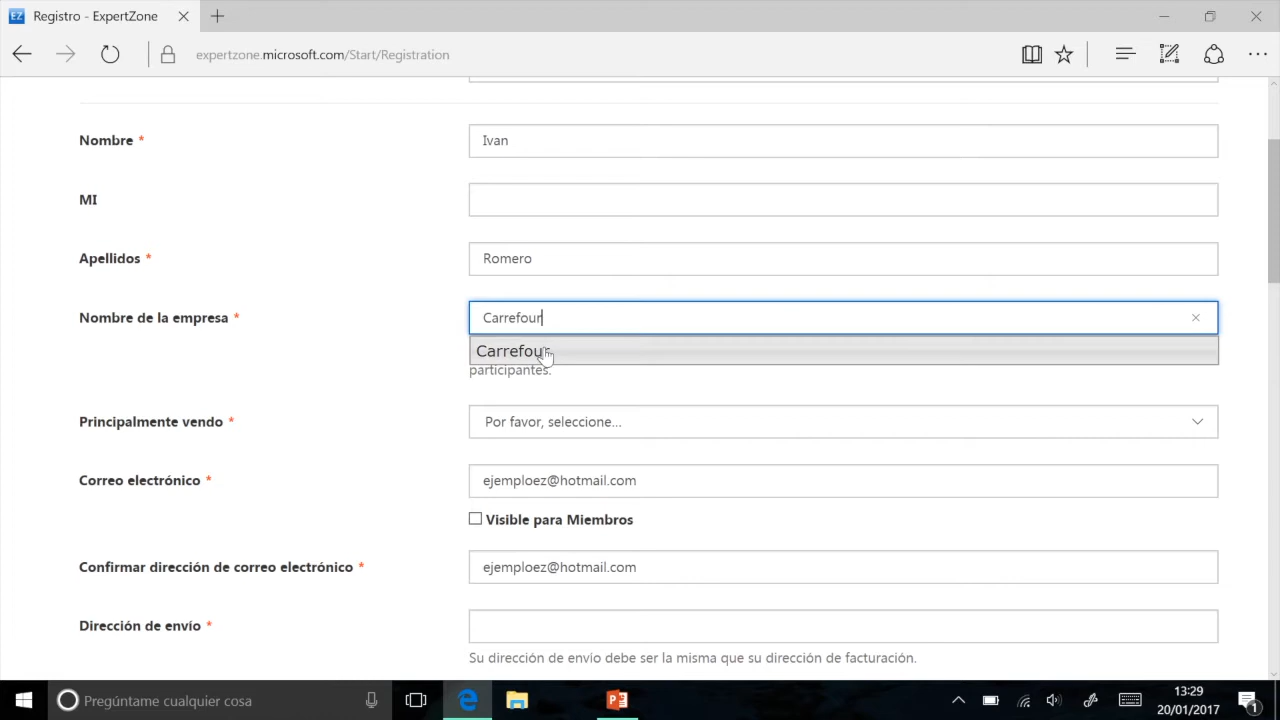 EZ Registro - ExpertZone
expertzone.microsoft.com/Start/Registration
Nombre * Ivan
MI
Apellidos * Romero
Nombre de la empresa * Carrefour
Carrefour
participantes.
Principalmente vendo * Por favor, seleccione...
Correo electrónico * ejemploez@hotmail.com
Visible para Miembros
Confirmar dirección de correo electrónico * ejemploez@hotmail.com
Dirección de envío *
Su dirección de envío debe ser la misma que su dirección de facturación.
Pregúntame cualquier cosa
13:29
20/01/2017
1